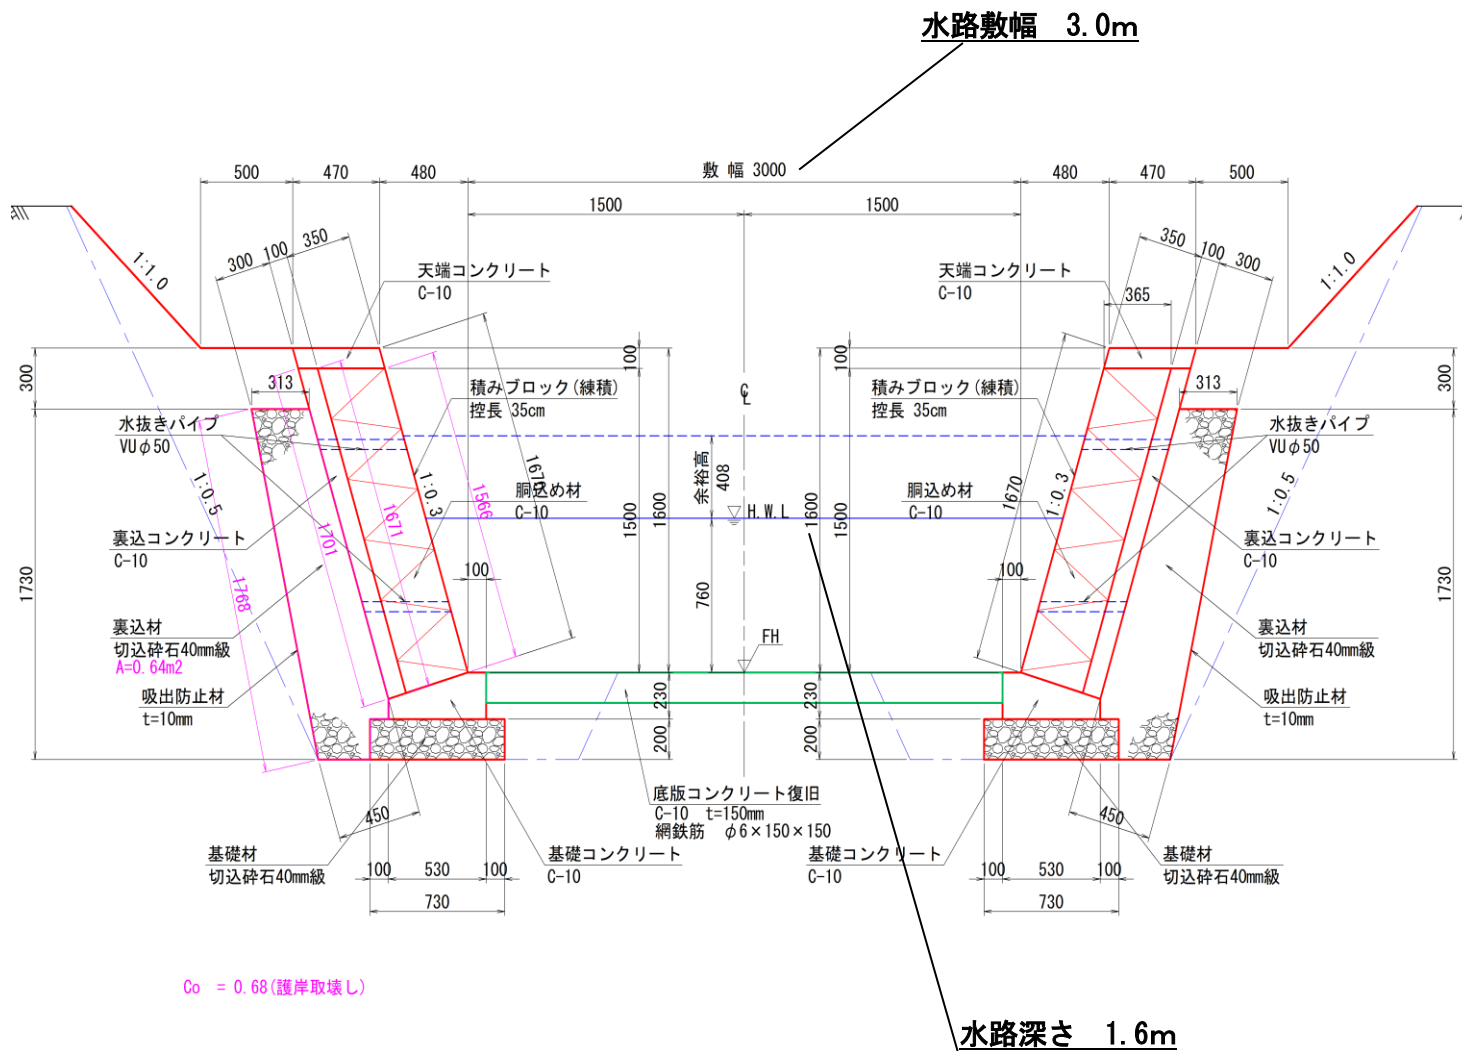 水路敷幅　3.0m
500
470
480
敷 幅 3000
480
470
500
1500
1500
1:1.0
300
100
350
天端コンクリート
C-10
天端コンクリート
C-10
350
100
300
1:1.0
365
300
313
100
1600
1600
100
313
300
積みブロック(練積)
控長 35cm
積みブロック(練積)
控長 35cm
水抜きパイプ
VUφ50
水抜きパイプ
VUφ50
1:0.5
1:0.3
1670
1566
1671
1701
1768
胴込め材
C-10
余裕高
408
H.W.L
1500
1500
胴込め材
C-10
1670
1:0.3
1:0.5
裏込コンクリート
C-10
裏込コンクリート
C-10
1730
100
760
100
1730
裏込材
切込砕石40mm級
A=0.64m2
FH
裏込材
切込砕石40mm級
吸出防止材
t=10mm
吸出防止材
t=10mm
230
230
200
200
底版コンクリート復旧
C-10　t=150mm
網鉄筋　φ6×150×150
450
450
基礎材
切込砕石40mm級
基礎コンクリート
C-10
基礎コンクリート
C-10
基礎材
切込砕石40mm級
100
530
100
100
530
100
730
730
Co　= 0.68(護岸取壊し)
水路深さ　1.6m